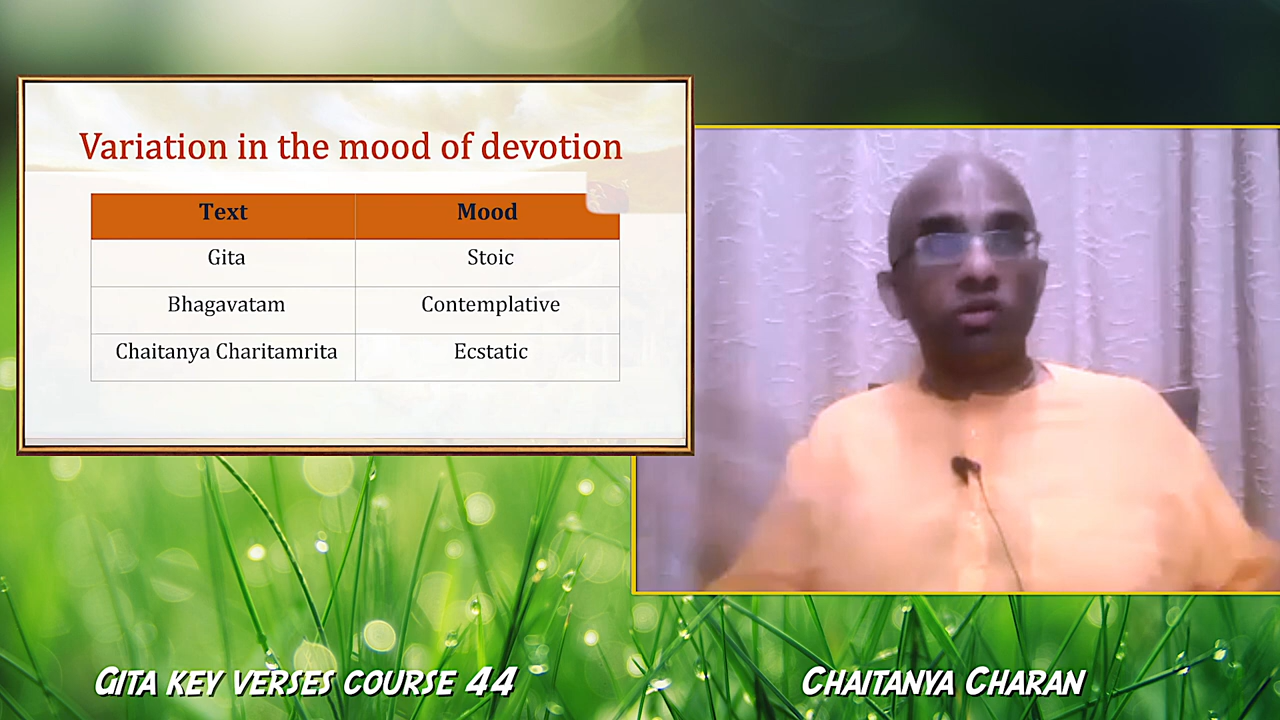 Variation in the mood of devotion
Text Mood
Gita Stoic
Bhagavatam Contemplative
Chaitanya Charitamrita Ecstatic
GITA KEY VERSES COURSE 44
CHAITANYA CHARAN